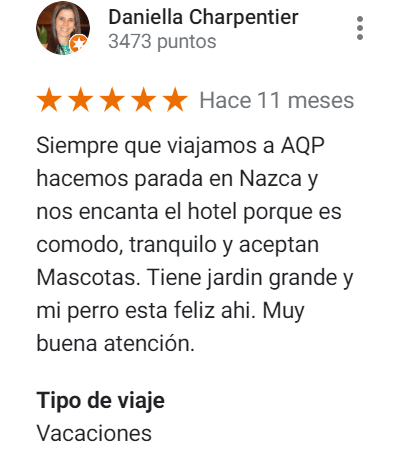 Daniella Charpentier
3473 puntos
Hace 11 meses
Siempre que viajamos a AQP
hacemos parada en Nazca y
nos encanta el hotel porque es
comodo, tranquilo y aceptan
Mascotas. Tiene jardin grande y
mi perro esta feliz ahi. Muy
buena atención.
Tipo de viaje
Vacaciones